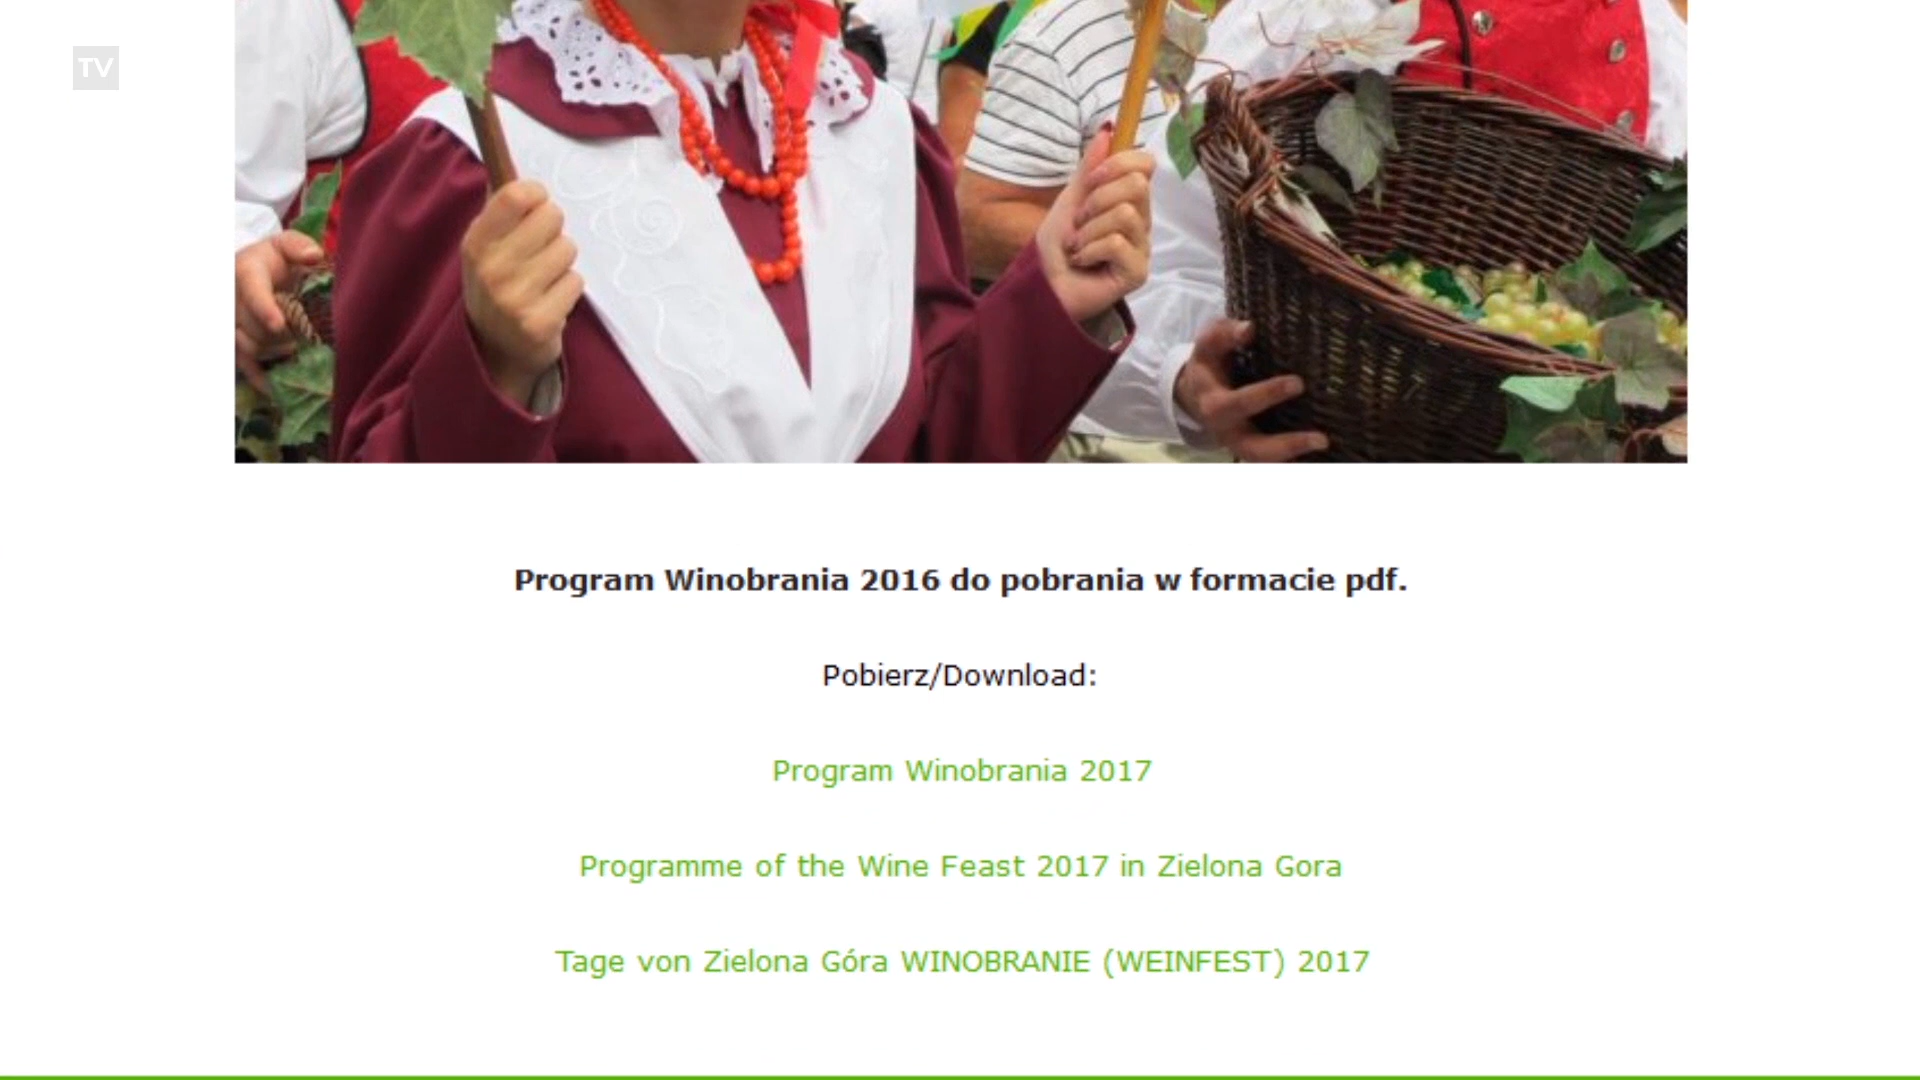 TV
Program Winobrania 2016 do pobrania w formacie pdf.
Pobierz/Download:
Program Winobrania 2017
Programme of the Wine Feast 2017 in Zielona Gora
Tage von Zielona Góra WINOBRANIE (WEINFEST) 2017